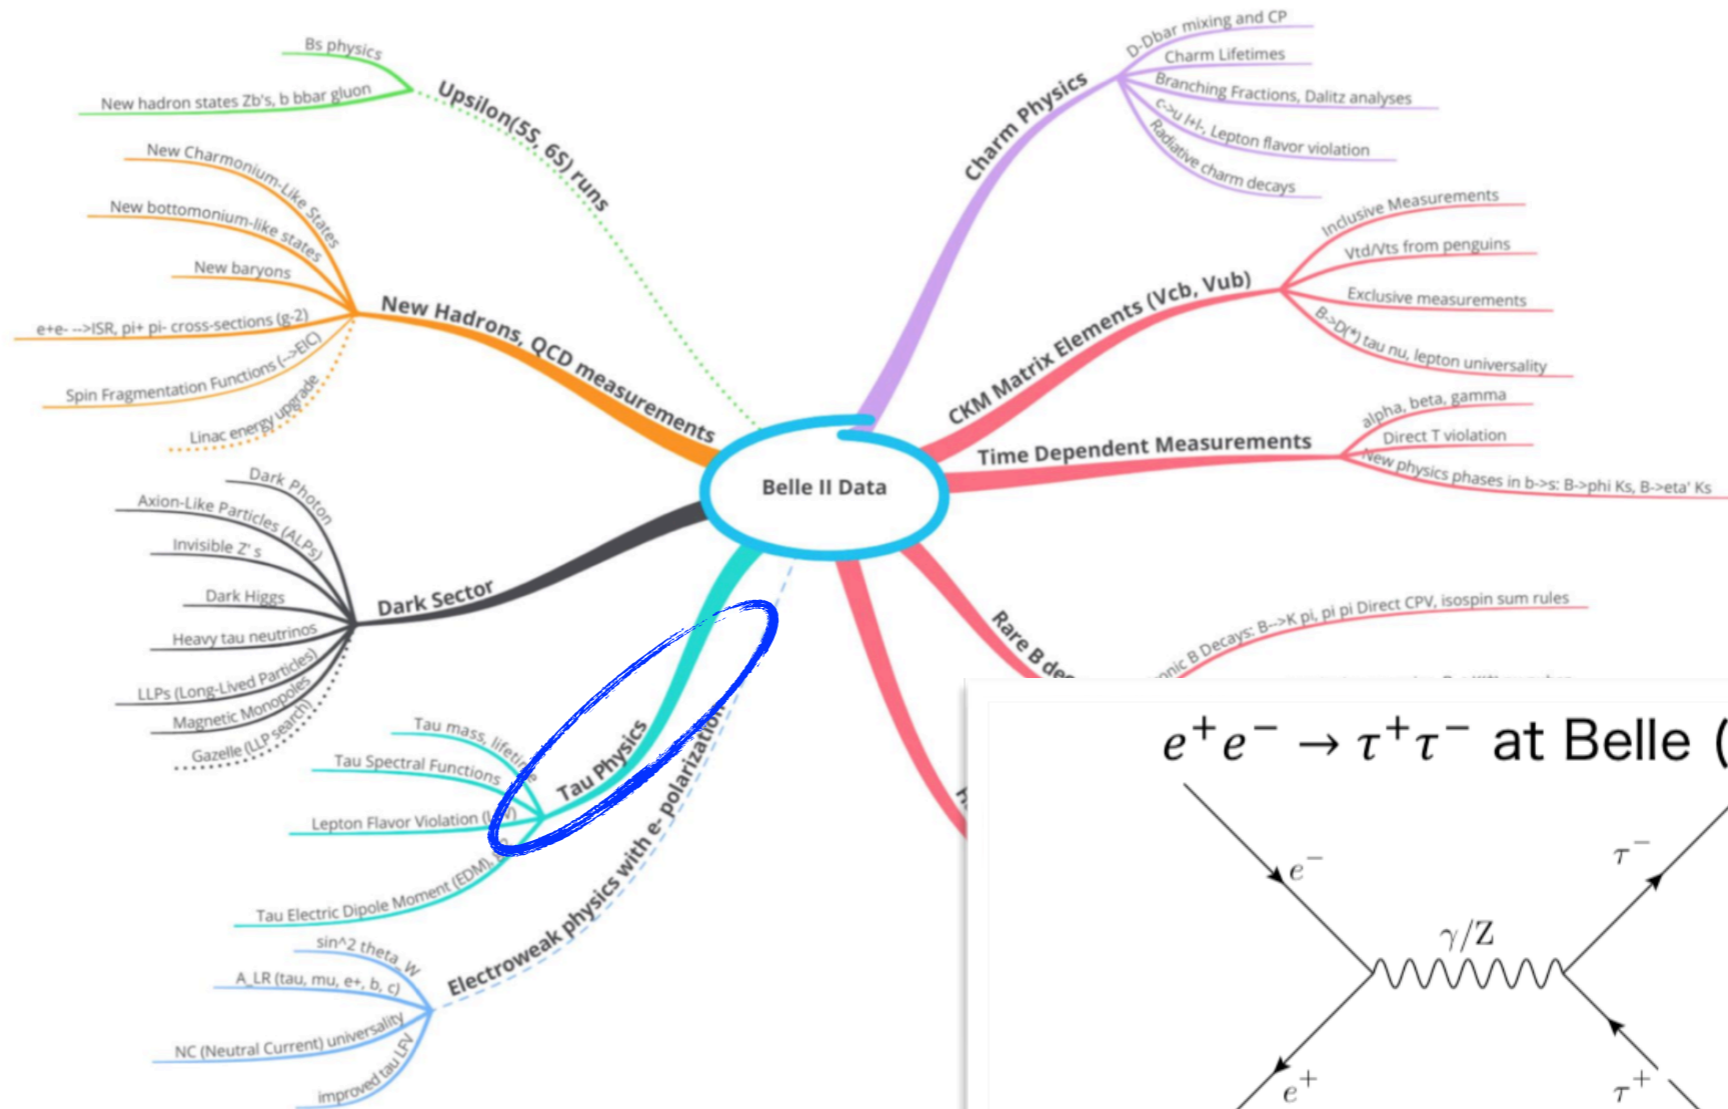 Bs physics
New hadron states Zb's, b bbar gluon
Upsilon(5S, 6S) runs
New Charmonium-Like States
New bottomonium-like states
New baryons
e+e- -->ISR, pi+ pi- cross-sections (g-2)
Spin Fragmentation Functions (-->EIC)
Linac energy upgrade
New Hadrons, QCD measurements
Dark Photon
Axion-Like Particles (ALPs)
Invisible Z' s
Dark Higgs
Heavy tau neutrinos
LLPs (Long-Lived Particles)
Magnetic Monopoles
Gazelle (LLP search)
Dark Sector
Tau mass, lifetime
Tau Spectral Functions
Lepton Flavor Violation
Tau Electric Dipole Moment (EDM),
Tau Physics
sin^2 theta_W
A_LR (tau, mu, e+, b, c)
NC (Neutral Current) universality
improved tau LFV
Electroweak physics with e- polarization
Belle II Data
Charm Physics
D-Dbar mixing and CP
Charm Lifetimes
Branching Fractions, Dalitz analyses
c->u l+l-, Lepton flavor violation
Radiative charm decays
CKM Matrix Elements (Vcb, Vub)
Inclusive Measurements
Vtd/Vts from penguins
Exclusive measurements
B->D(*) tau nu, lepton universality
Time Dependent Measurements
alpha, beta, gamma
Direct T violation
New physics phases in b->s: B->phi Ks, B->eta' Ks
Rare B
B Decays: B-->K pi, pi pi Direct CPV, isospin sum rules
e⁺e⁻ → τ⁺τ⁻ at Belle (
e⁻
τ⁻
γ/Z
e⁺
τ⁺